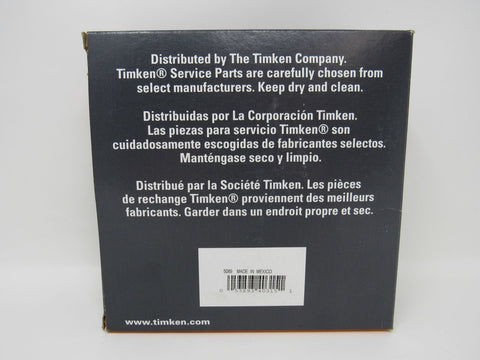 Distributed by The Timken Company.
Timken® Service Parts are carefully chosen from
select manufacturers. Keep dry and clean.
Distribuidas por La Corporación Timken.
Las piezas para servicio Timken® son
cuidadosamente escogidas de fabricantes selectos.
Manténgase seco y limpio.
Distribué par la Société Timken. Les pièces
de rechange Timken® proviennent des meilleurs
fabricants. Garder dans un endroit propre et sec.
MADE IN MEXICO
www.timken.com